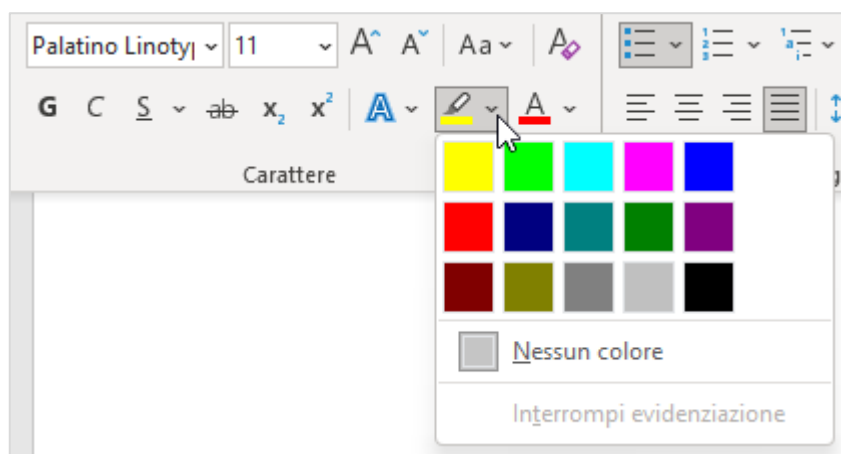 Palatino Linotyp 11 A A Aa A
G C S ab x₂ x² A A
Carattere
Nessun colore
Interrompi evidenziazione